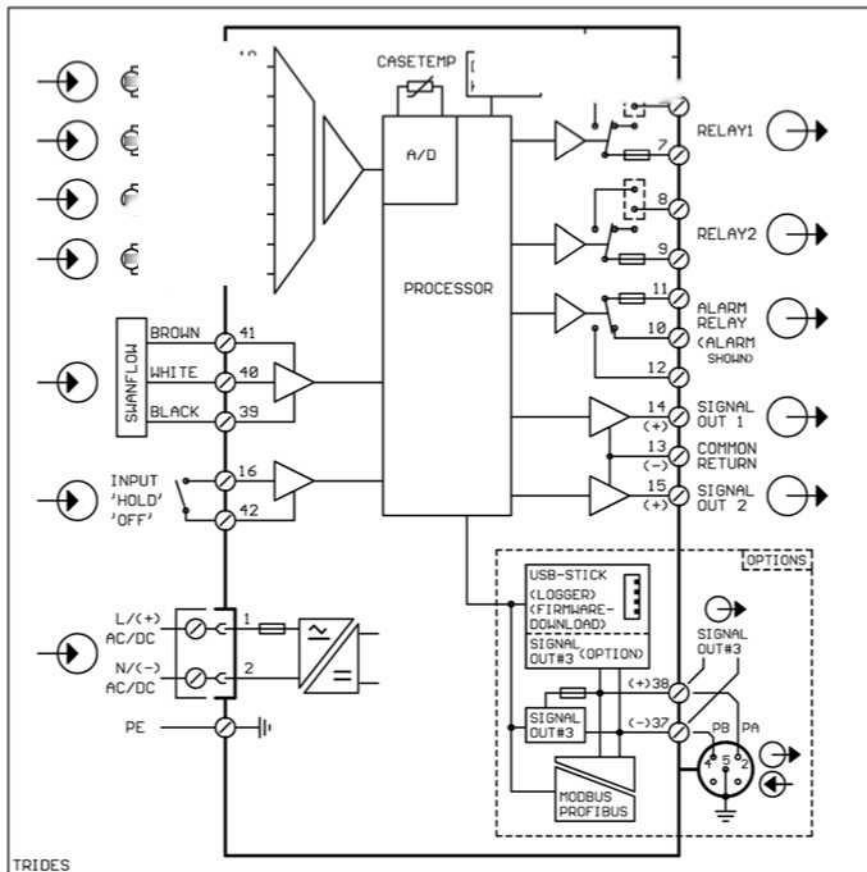 CASETEMP
A/D
PROCESSOR
RELAY1
7
8
RELAY2
9
11
ALARM
RELAY
10
(ALARM
SHOWN)
12
14
SIGNAL
OUT 1
(+)
13
COMMON
RETURN
(-)
15
SIGNAL
OUT 2
(+)
SWANFLOW
BROWN
41
WHITE
40
BLACK
39
INPUT
'HOLD'
'OFF'
16
42
L/(+)
AC/DC
1
N/(-)
AC/DC
2
PE
OPTIONS
USB-STICK
(LOGGER)
(FIRMWARE-
DOWNLOAD)
SIGNAL
OUT#3 (OPTION)
SIGNAL
OUT#3
(+)38
SIGNAL
OUT#3
(-)37
PB PA
4 5 2
MODBUS
PROFIBUS
TRIDES